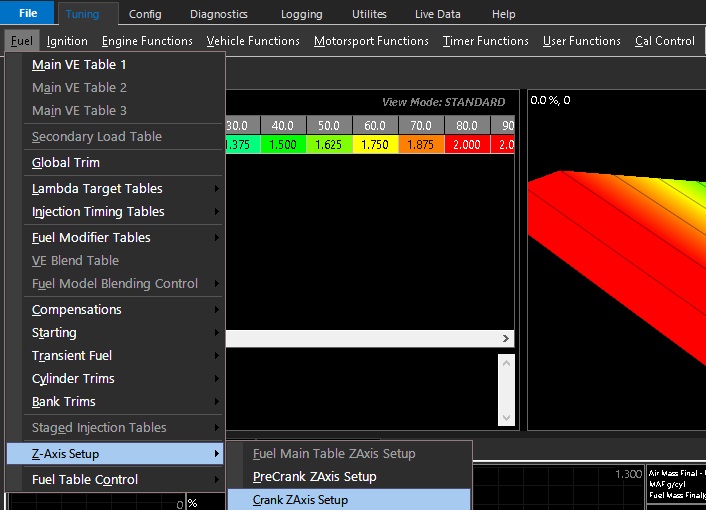 File Tuning Config Diagnostics Logging Utilites Live Data Help
Fuel Ignition Engine Functions Vehicle Functions Motorsport Functions Timer Functions User Functions Cal Control
Main VE Table 1
Main VE Table 2
Main VE Table 3
Secondary Load Table
Global Trim
Lambda Target Tables
Injection Timing Tables
Fuel Modifier Tables
VE Blend Table
Fuel Model Blending Control
Compensations
Starting
Transient Fuel
Cylinder Trims
Bank Trims
Staged Injection Tables
Z-Axis Setup
Fuel Table Control
View Mode: STANDARD
30.0 40.0 50.0 60.0 70.0 80.0 90
1.375 1.500 1.625 1.750 1.875 2.000 2.0
0.0 %, 0
Fuel Main Table ZAxis Setup
PreCrank ZAxis Setup
Crank ZAxis Setup
0 %
1.300
Air Mass Final -
MAF g/cyl
Fuel Mass Final(